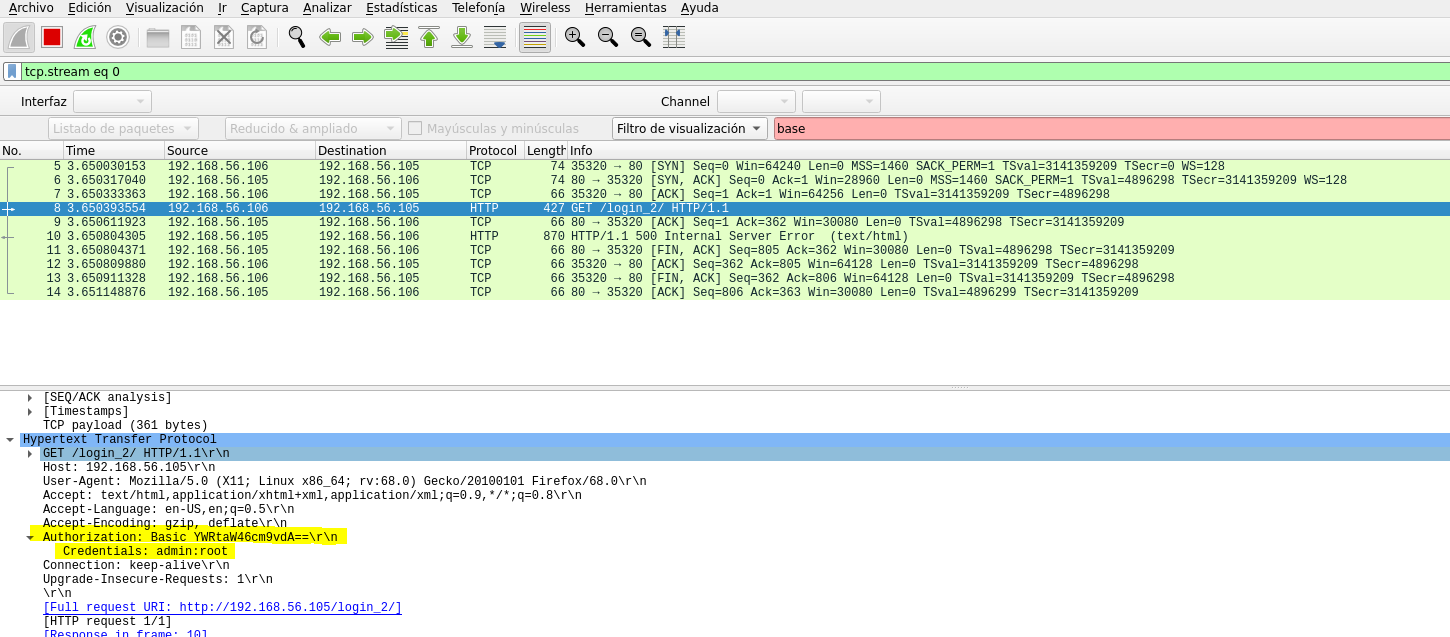 Archivo Edición Visualización Ir Captura Analizar Estadísticas Telefonía Wireless Herramientas Ayuda
tcp.stream eq 0
Interfaz Channel
Listado de paquetes Reducido & ampliado Mayúsculas y minúsculas Filtro de visualización base
No. Time Source Destination Protocol Length Info
5 3.650030153 192.168.56.106 192.168.56.105 TCP 74 35320 → 80 [SYN] Seq=0 Win=64240 Len=0 MSS=1460 SACK_PERM=1 TSval=3141359209 TSecr=0 WS=128
6 3.650317040 192.168.56.105 192.168.56.106 TCP 74 80 → 35320 [SYN, ACK] Seq=0 Ack=1 Win=28960 Len=0 MSS=1460 SACK_PERM=1 TSval=4896298 TSecr=3141359209 WS=128
7 3.650333363 192.168.56.106 192.168.56.105 TCP 66 35320 → 80 [ACK] Seq=1 Ack=1 Win=64256 Len=0 TSval=3141359209 TSecr=4896298
8 3.650393554 192.168.56.106 192.168.56.105 HTTP 427 GET /login_2/ HTTP/1.1
9 3.650611923 192.168.56.105 192.168.56.106 TCP 66 80 → 35320 [ACK] Seq=1 Ack=362 Win=30080 Len=0 TSval=4896298 TSecr=3141359209
10 3.650804305 192.168.56.105 192.168.56.106 HTTP 870 HTTP/1.1 500 Internal Server Error (text/html)
11 3.650804371 192.168.56.105 192.168.56.106 TCP 66 80 → 35320 [FIN, ACK] Seq=805 Ack=362 Win=30080 Len=0 TSval=4896298 TSecr=3141359209
12 3.650809880 192.168.56.106 192.168.56.105 TCP 66 35320 → 80 [ACK] Seq=362 Ack=805 Win=64128 Len=0 TSval=3141359209 TSecr=4896298
13 3.650911328 192.168.56.106 192.168.56.105 TCP 66 35320 → 80 [FIN, ACK] Seq=362 Ack=806 Win=64128 Len=0 TSval=3141359209 TSecr=4896298
14 3.651148876 192.168.56.105 192.168.56.106 TCP 66 80 → 35320 [ACK] Seq=806 Ack=363 Win=30080 Len=0 TSval=4896299 TSecr=3141359209
[SEQ/ACK analysis]
[Timestamps]
TCP payload (361 bytes)
Hypertext Transfer Protocol
GET /login_2/ HTTP/1.1\r\n
Host: 192.168.56.105\r\n
User-Agent: Mozilla/5.0 (X11; Linux x86_64; rv:68.0) Gecko/20100101 Firefox/68.0\r\n
Accept: text/html,application/xhtml+xml,application/xml;q=0.9,*/*;q=0.8\r\n
Accept-Language: en-US,en;q=0.5\r\n
Accept-Encoding: gzip, deflate\r\n
Authorization: Basic YWRtaW46cm9vdA==\r\n
Credentials: admin:root
Connection: keep-alive\r\n
Upgrade-Insecure-Requests: 1\r\n
\r\n
[Full request URI: http://192.168.56.105/login_2/]
[HTTP request 1/1]
[Response in frame: 10]